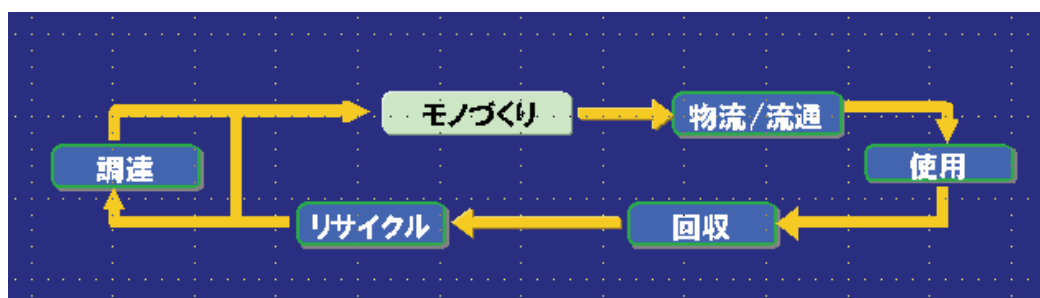 モノづくり
物流/流通
調達
使用
リサイクル
回収